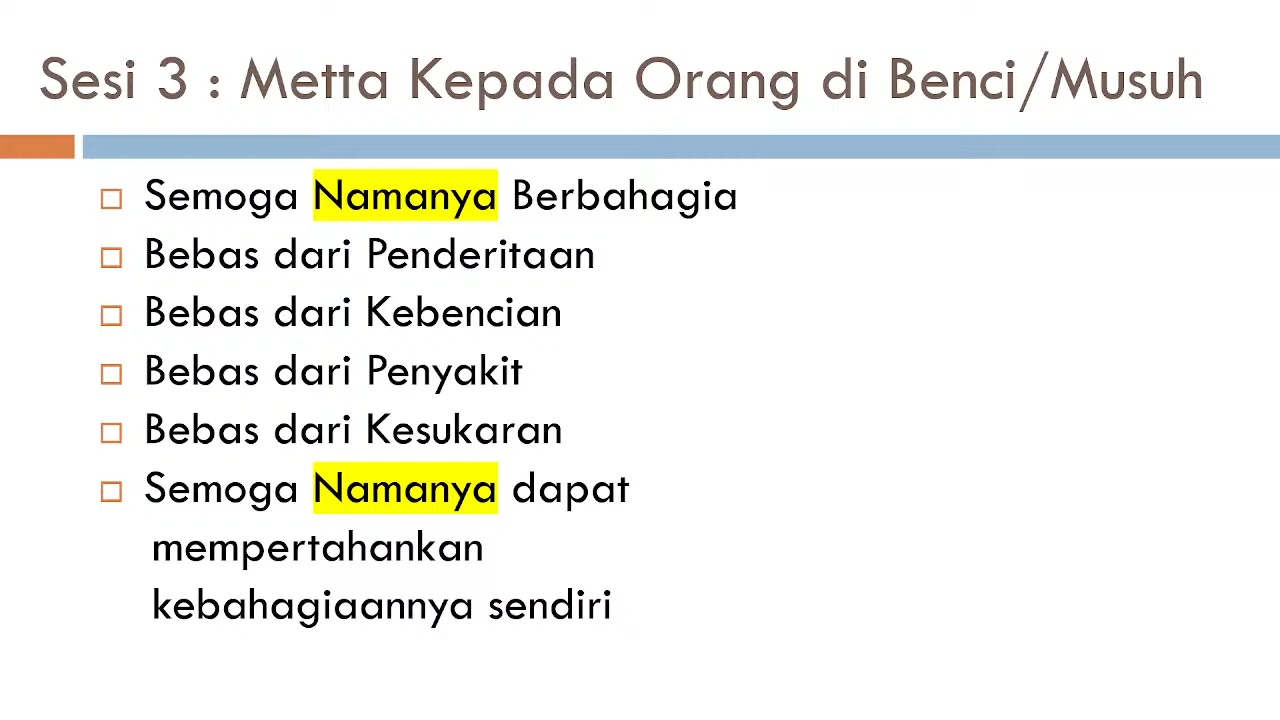 Sesi 3 : Metta Kepada Orang di Benci/Musuh
Semoga Namanya Berbahagia
Bebas dari Penderitaan
Bebas dari Kebencian
Bebas dari Penyakit
Bebas dari Kesukaran
Semoga Namanya dapat
mempertahankan
kebahagiaannya sendiri